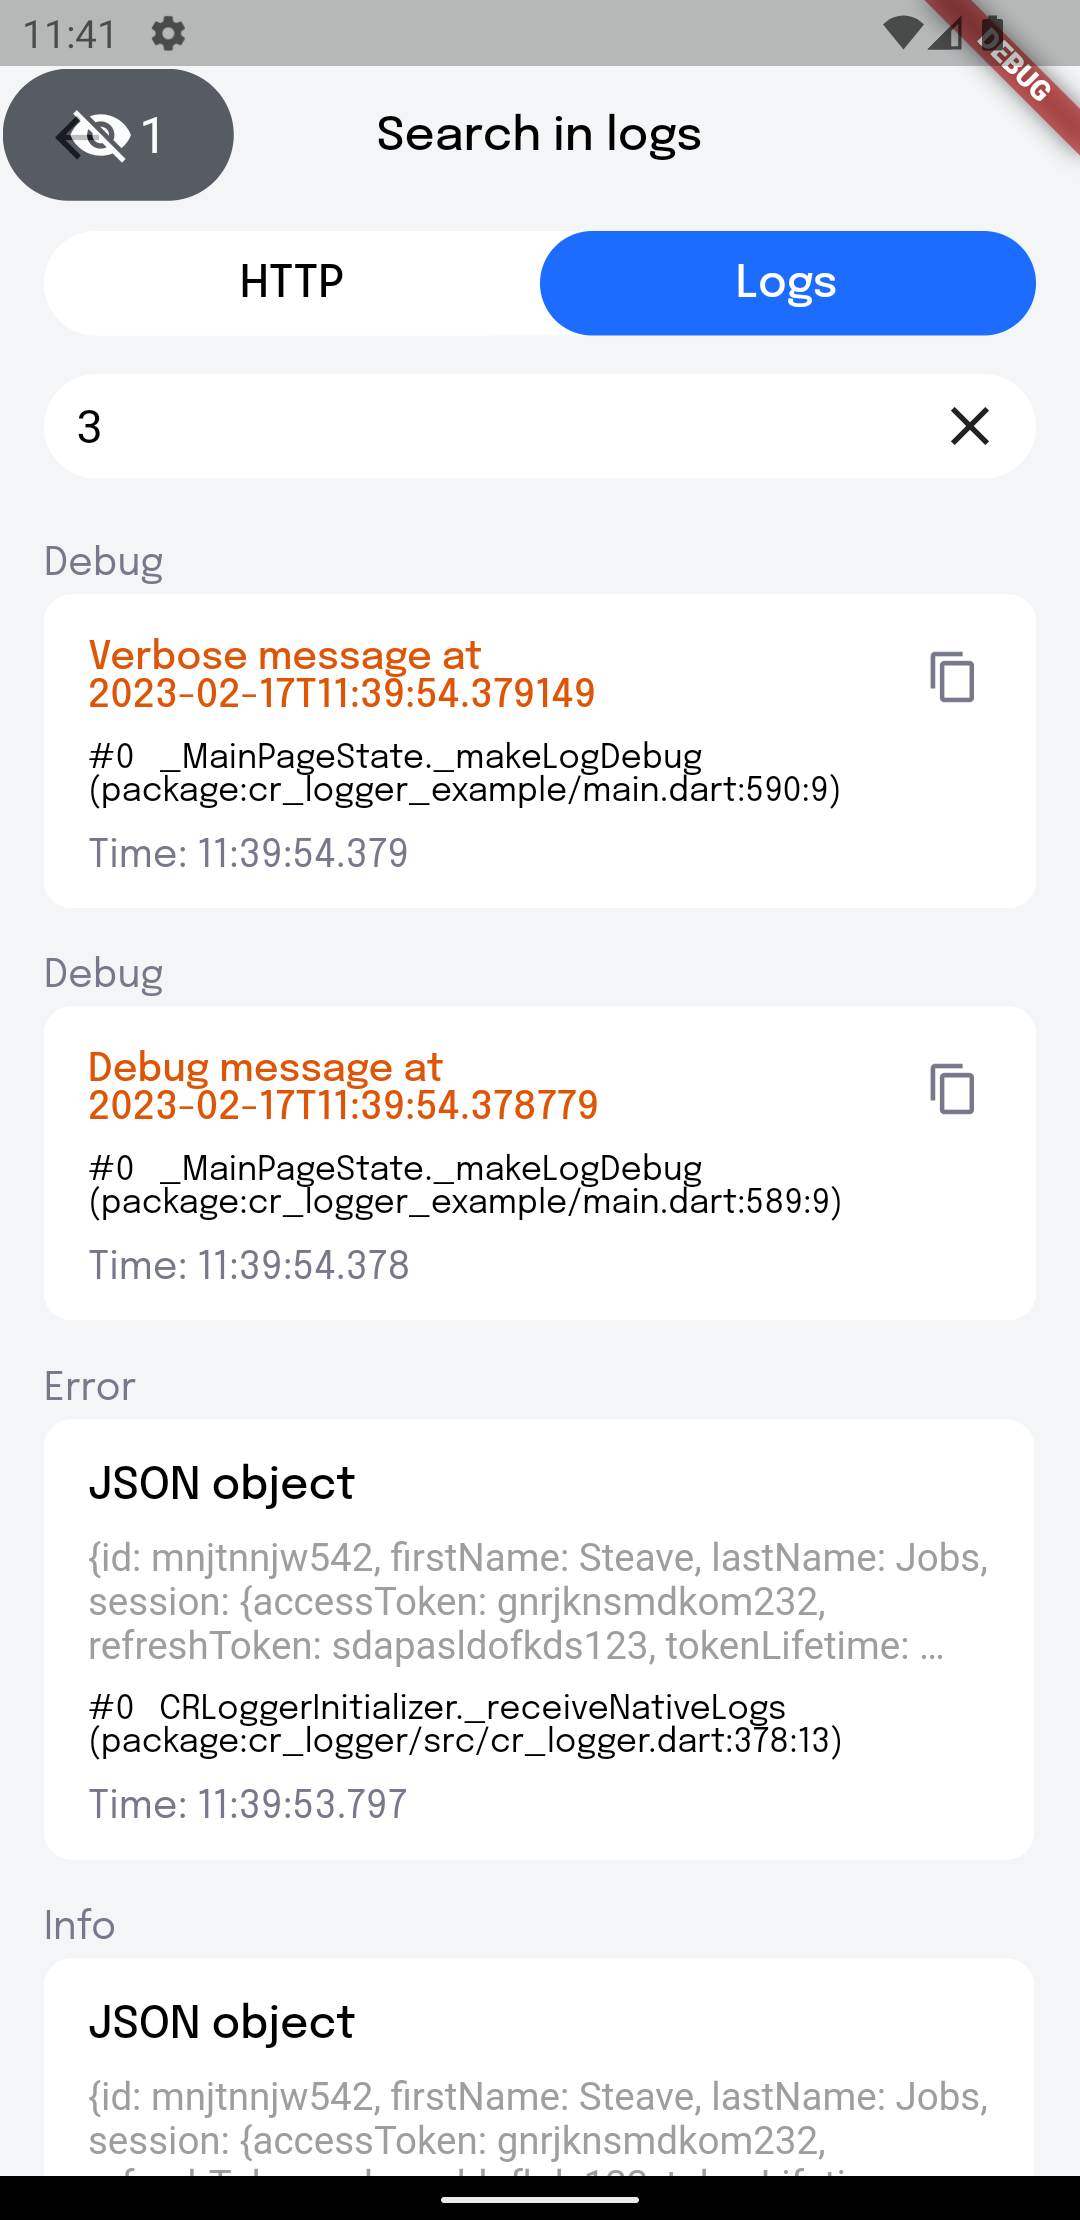 11:41
DEBUG
1
Search in logs
HTTP
Logs
3
Debug
Verbose message at
2023-02-17T11:39:54.379149
#0 _MainPageState._makeLogDebug
(package:cr_logger_example/main.dart:590:9)
Time: 11:39:54.379
Debug
Debug message at
2023-02-17T11:39:54.378779
#0 _MainPageState._makeLogDebug
(package:cr_logger_example/main.dart:589:9)
Time: 11:39:54.378
Error
JSON object
{id: mnjtnnjw542, firstName: Steave, lastName: Jobs,
session: {accessToken: gnrjknsmdkom232,
refreshToken: sdapasldofkds123, tokenLifetime: ...
#0 CRLoggerInitializer._receiveNativeLogs
(package:cr_logger/src/cr_logger.dart:378:13)
Time: 11:39:53.797
Info
JSON object
{id: mnjtnnjw542, firstName: Steave, lastName: Jobs,
session: {accessToken: gnrjknsmdkom232,